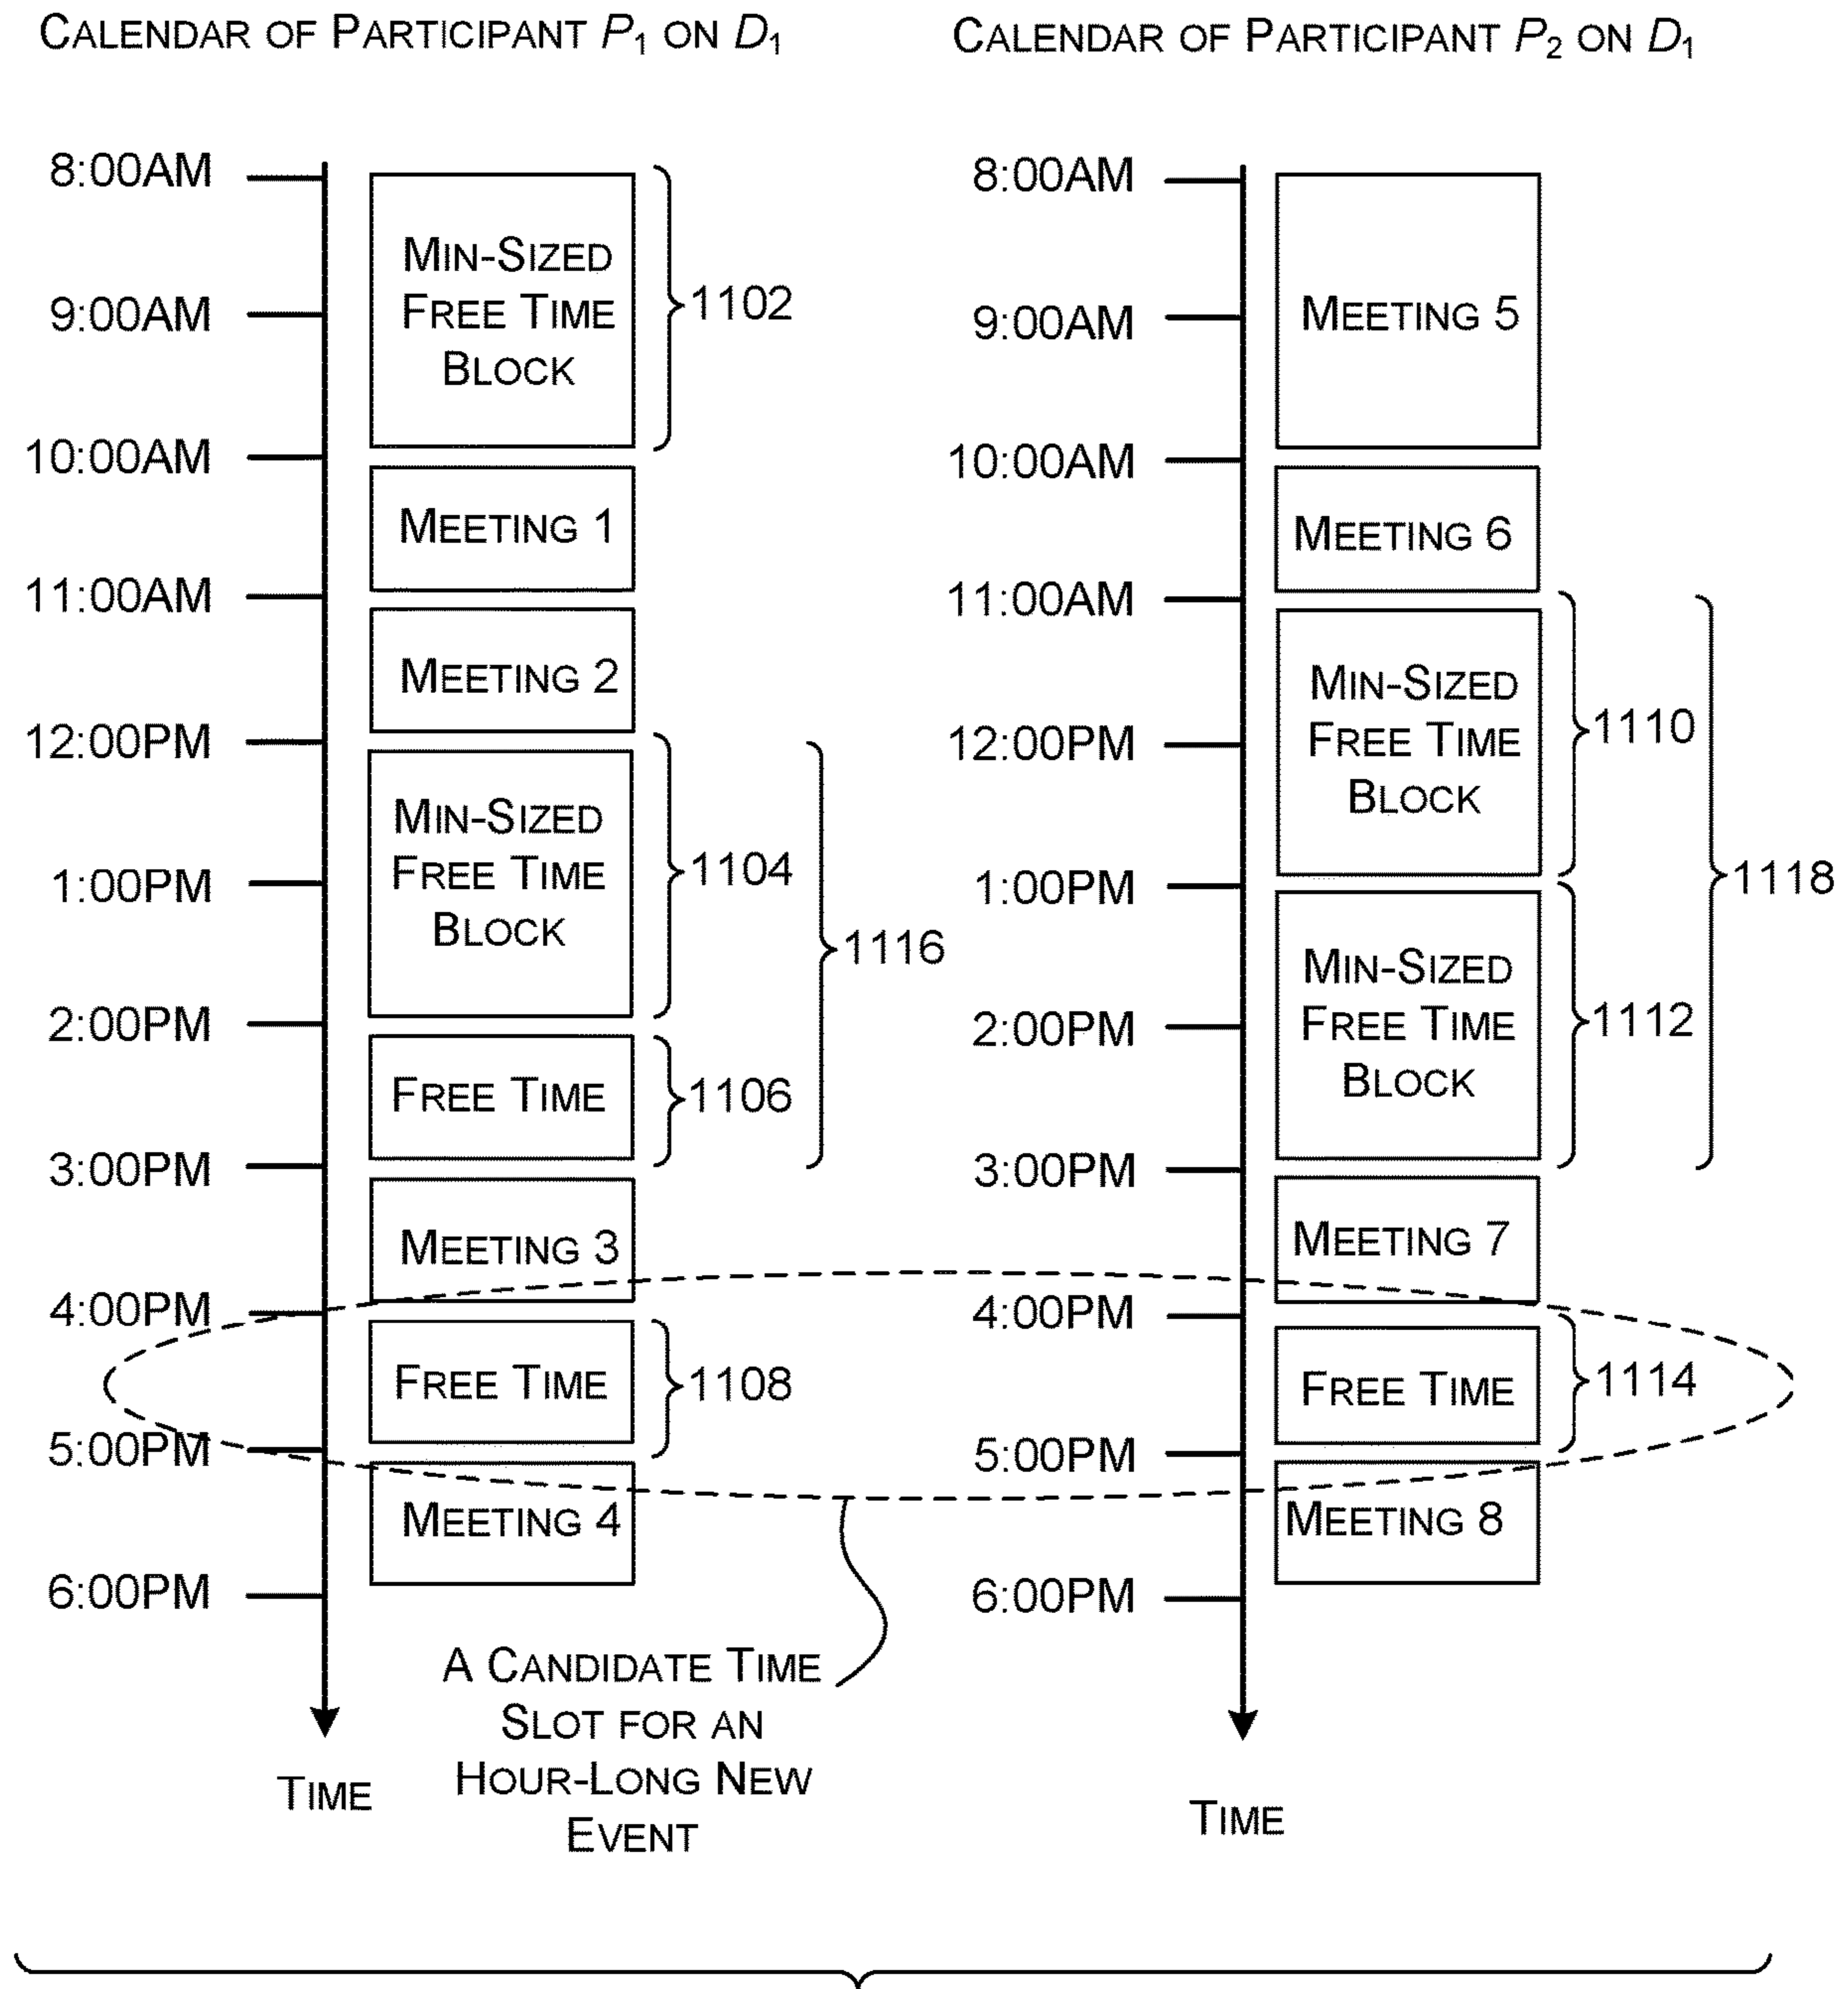 CALENDAR OF PARTICIPANT P1 ON D1
8:00AM
MIN-SIZED
FREE TIME
BLOCK
1102
9:00AM
10:00AM
MEETING 1
11:00AM
MEETING 2
12:00PM
MIN-SIZED
FREE TIME
BLOCK
1104
1:00PM
1116
2:00PM
FREE TIME
1106
3:00PM
MEETING 3
4:00PM
FREE TIME
1108
5:00PM
MEETING 4
6:00PM
TIME
CALENDAR OF PARTICIPANT P2 ON D1
8:00AM
MEETING 5
9:00AM
10:00AM
MEETING 6
11:00AM
MIN-SIZED
FREE TIME
BLOCK
1110
12:00PM
1:00PM
1118
MIN-SIZED
FREE TIME
BLOCK
1112
2:00PM
3:00PM
MEETING 7
4:00PM
FREE TIME
1114
5:00PM
MEETING 8
6:00PM
TIME
A CANDIDATE TIME
SLOT FOR AN
HOUR-LONG NEW
EVENT